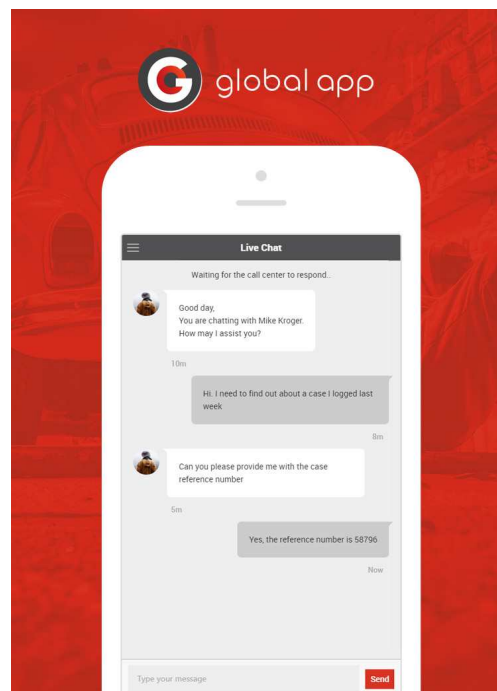 G
global app
Live Chat
Waiting for the call center to respond..
Good day,
You are chatting with Mike Kroger.
How may I assist you?
10m
Hi. I need to find out about a case I logged last
week
8m
Can you please provide me with the case
reference number
5m
Yes, the reference number is 58796
Now
Type your message
Send